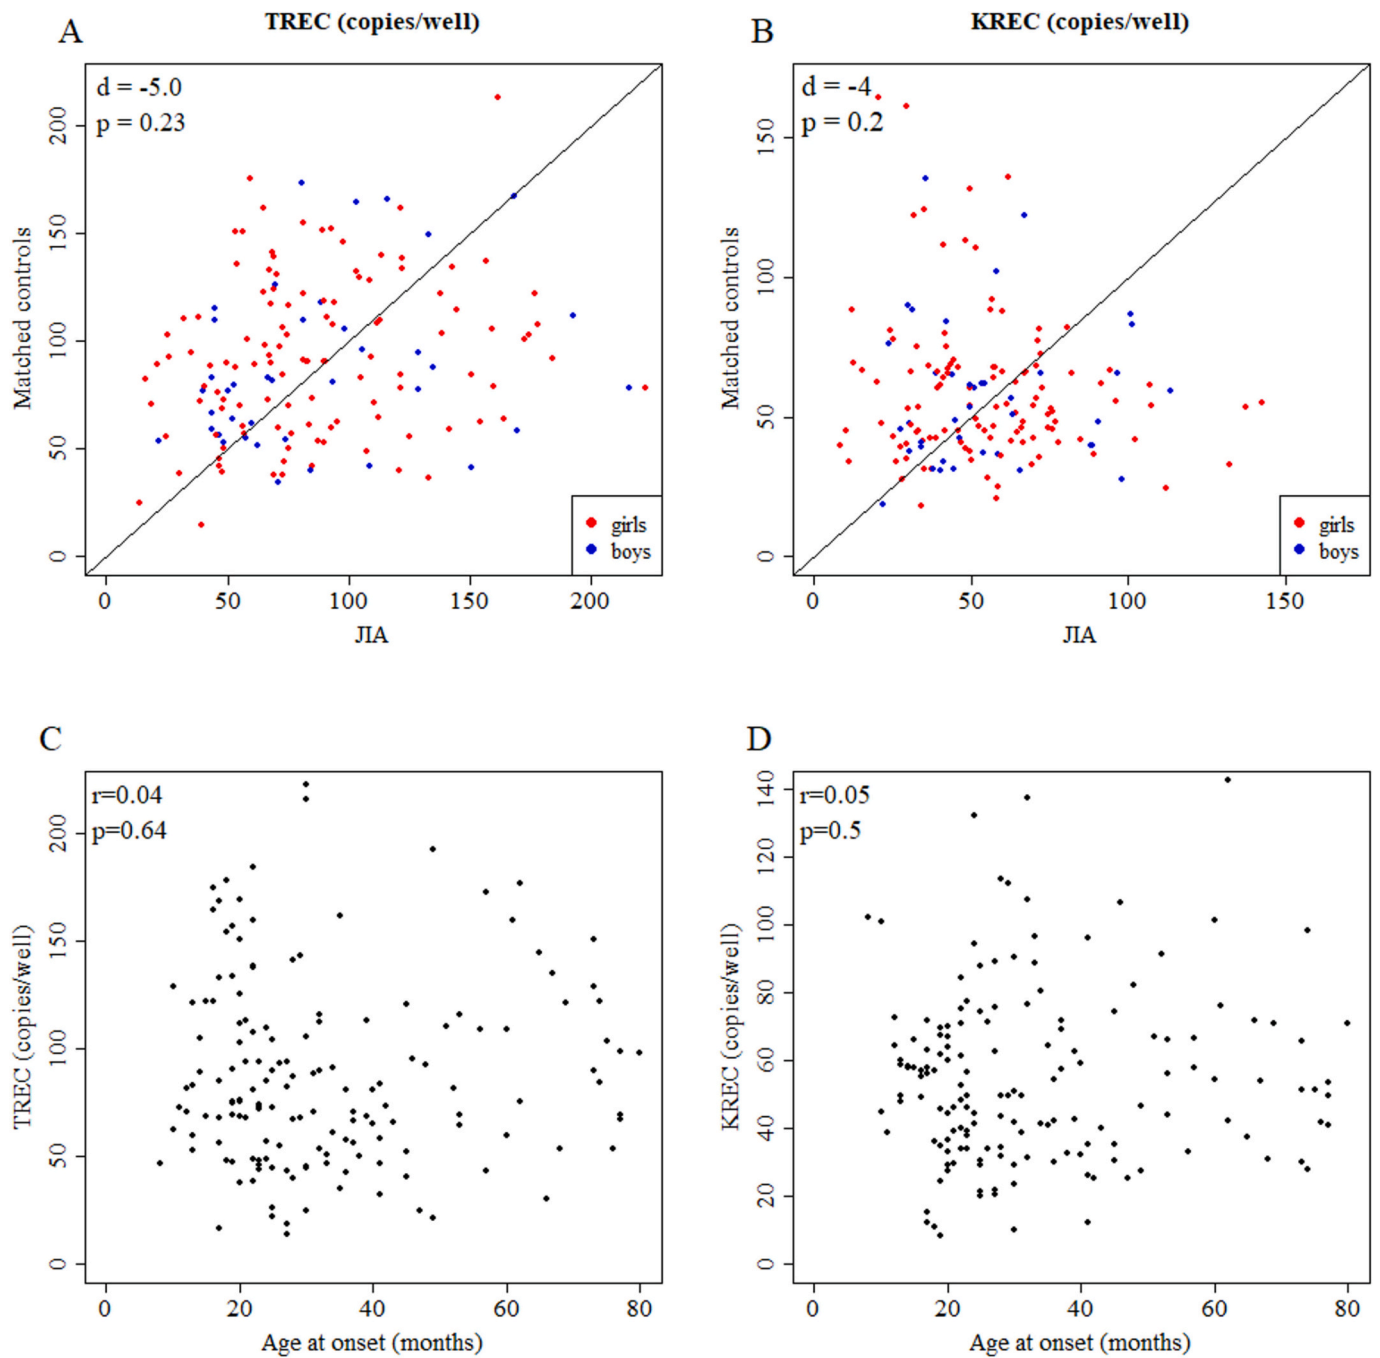 A
TREC (copies/well)
d = -5.0
p = 0.23
Matched controls
0
50
100
150
200
0
50
100
150
200
JIA
girls
boys
B
KREC (copies/well)
d = -4
p = 0.2
Matched controls
0
50
100
150
0
50
100
150
JIA
girls
boys
C
r=0.04
p=0.64
TREC (copies/well)
0
50
100
150
200
0
20
40
60
80
Age at onset (months)
D
r=0.05
p=0.5
KREC (copies/well)
0
20
40
60
80
100
120
140
0
20
40
60
80
Age at onset (months)